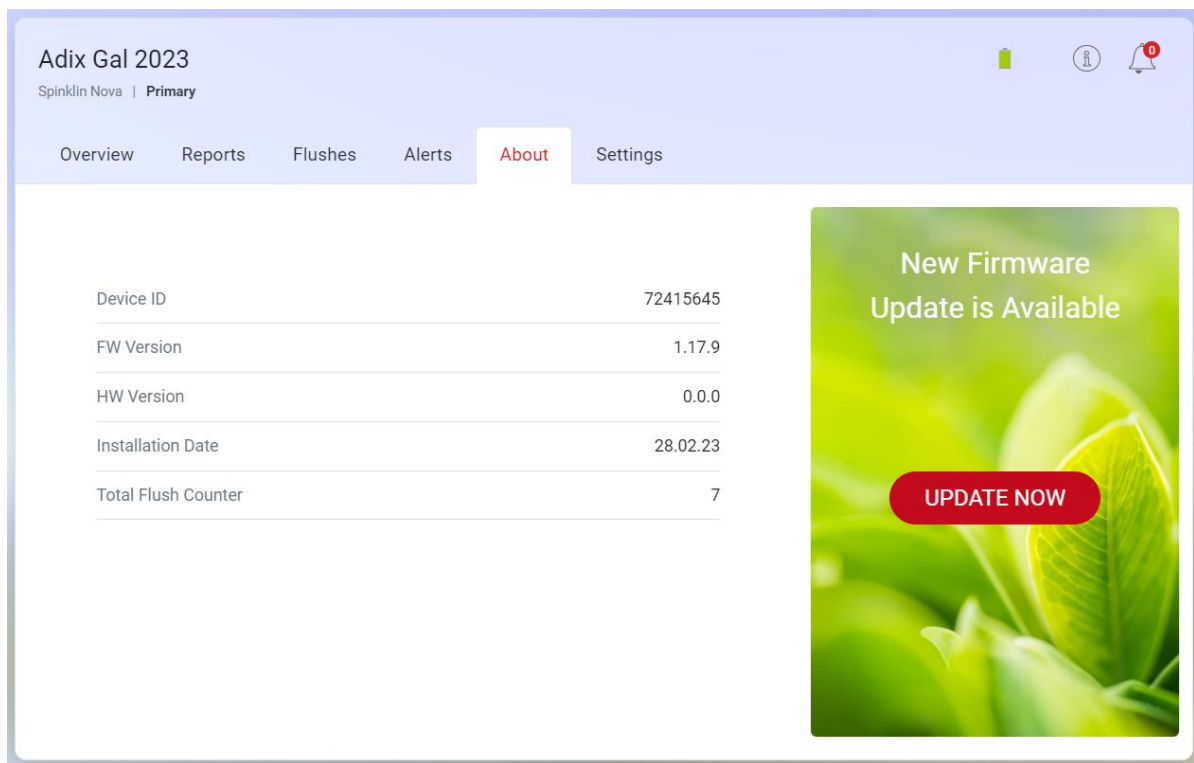 Adix Gal 2023
0
Spinklin Nova | Primary
Overview Reports Flushes Alerts About Settings
Device ID 72415645
FW Version 1.17.9
HW Version 0.0.0
Installation Date 28.02.23
Total Flush Counter 7
New Firmware
Update is Available
UPDATE NOW